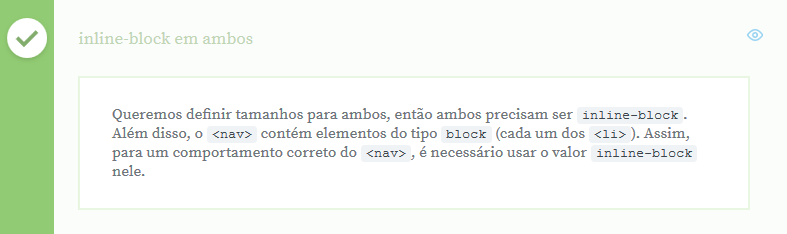 inline-block em ambos
Queremos definir tamanhos para ambos, então ambos precisam ser inline-block.
Além disso, o <nav> contém elementos do tipo block (cada um dos <li>). Assim,
para um comportamento correto do <nav>, é necessário usar o valor inline-block
nele.